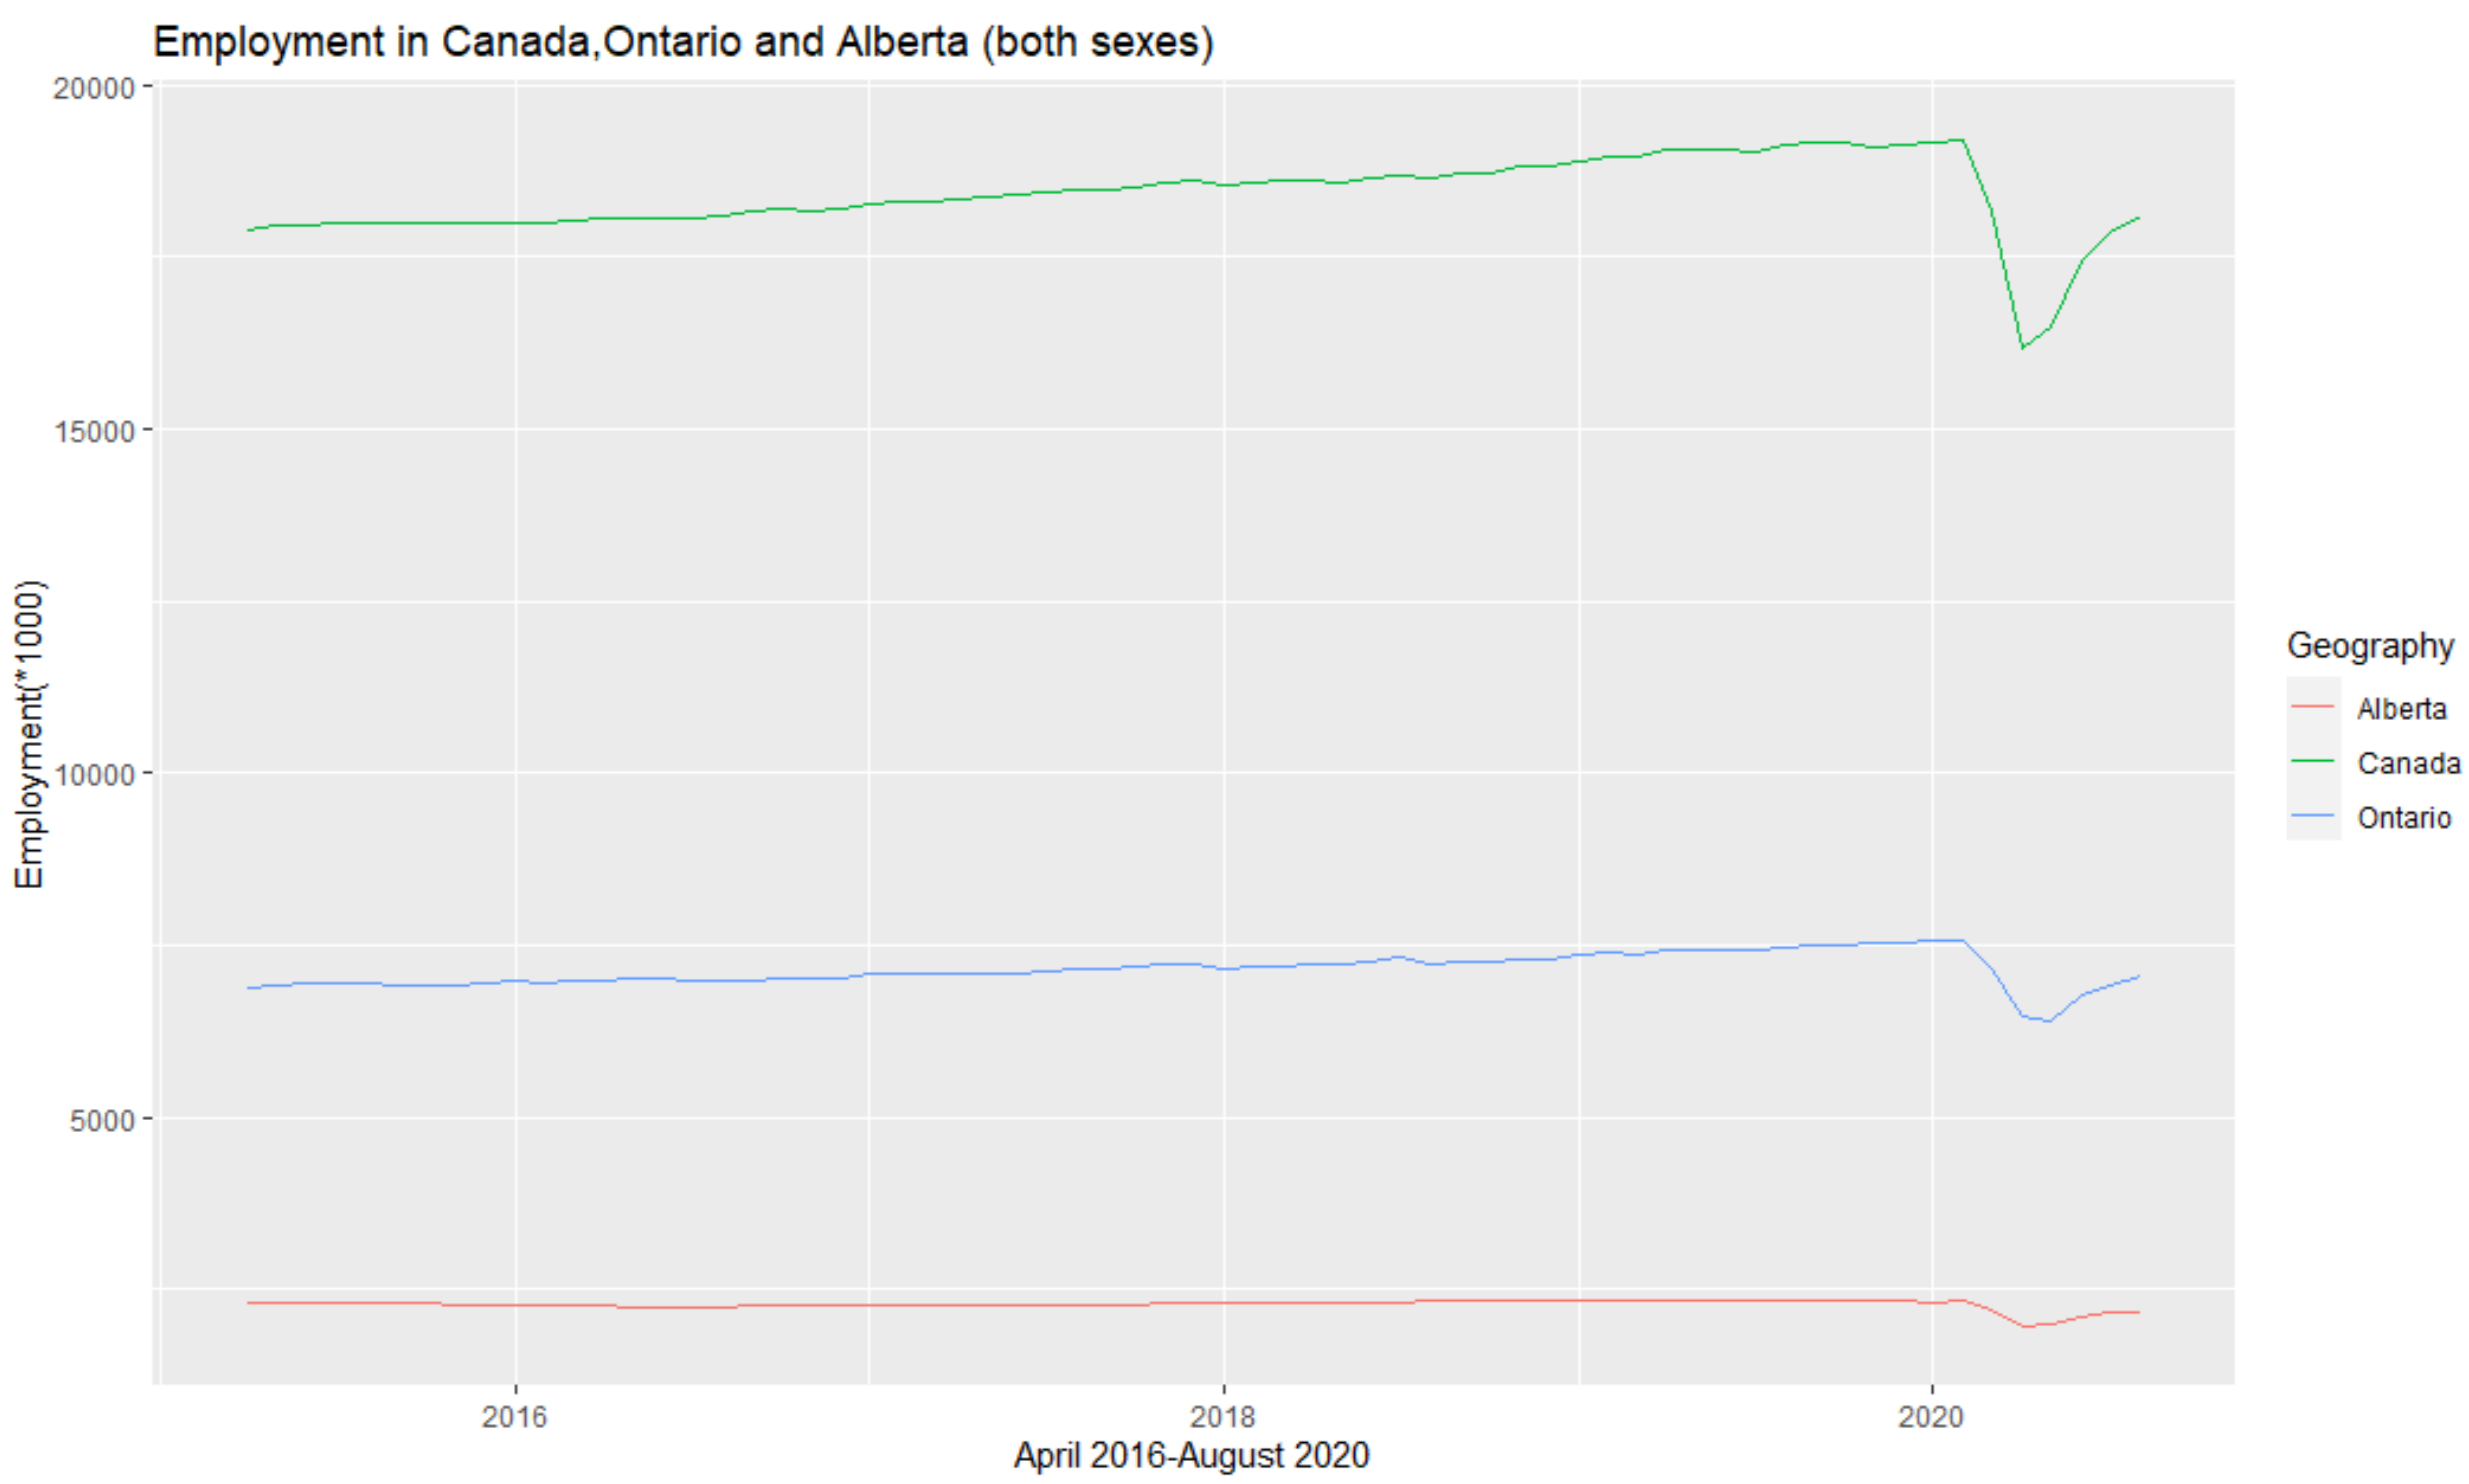 Employment in Canada,Ontario and Alberta (both sexes)
20000
15000
10000
5000
Employment(*1000)
2016
2018
2020
April 2016-August 2020
Geography
Alberta
Canada
Ontario